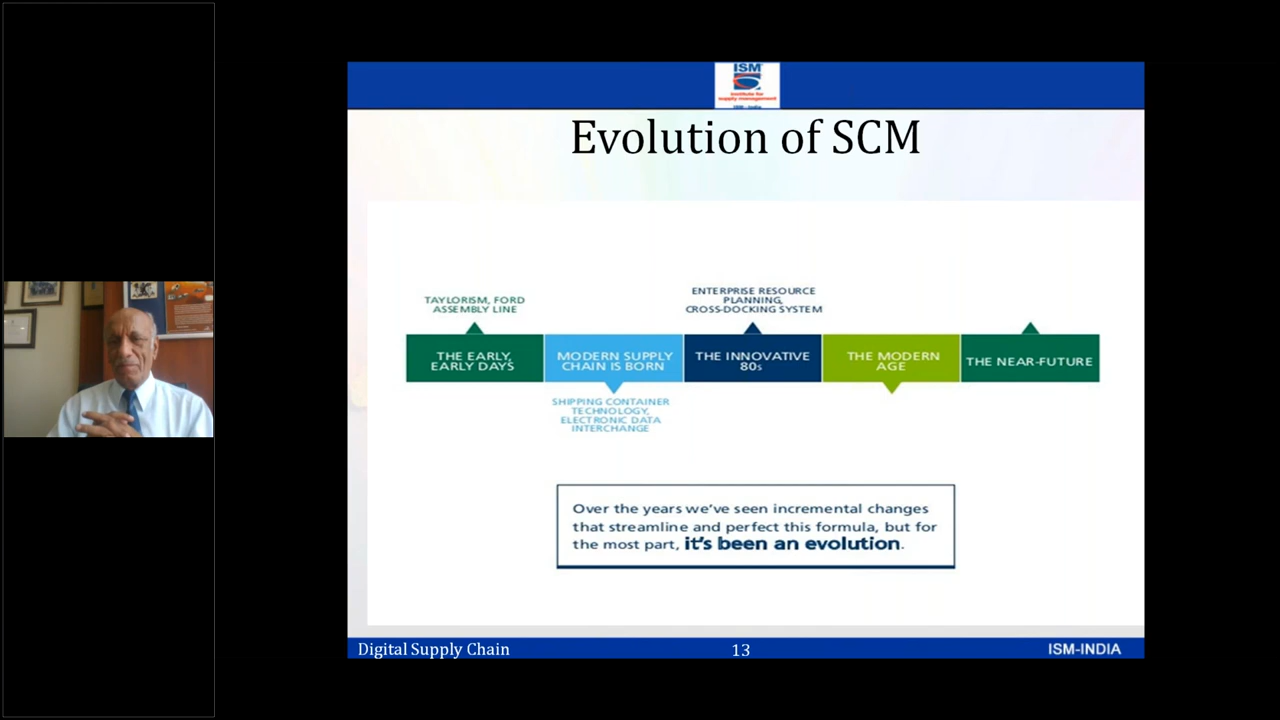 ISM
Institute for
supply management
ISM - India
Evolution of SCM
TAYLORISM, FORD
ASSEMBLY LINE
ENTERPRISE RESOURCE
PLANNING,
CROSS-DOCKING SYSTEM
THE EARLY,
EARLY DAYS
MODERN SUPPLY
CHAIN IS BORN
THE INNOVATIVE
80s
THE MODERN
AGE
THE NEAR-FUTURE
SHIPPING CONTAINER
TECHNOLOGY,
ELECTRONIC DATA
INTERCHANGE
Over the years we've seen incremental changes
that streamline and perfect this formula, but for
the most part, it's been an evolution.
Digital Supply Chain
13
ISM-INDIA